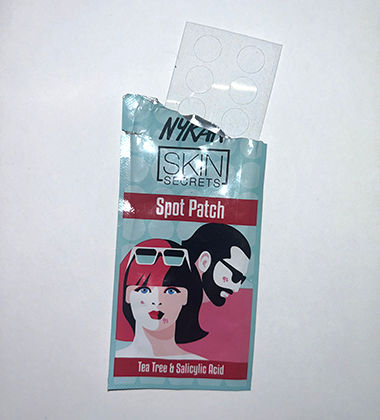 NYKAA
SKIN
SECRETS
Spot Patch
Tea Tree & Salicylic Acid